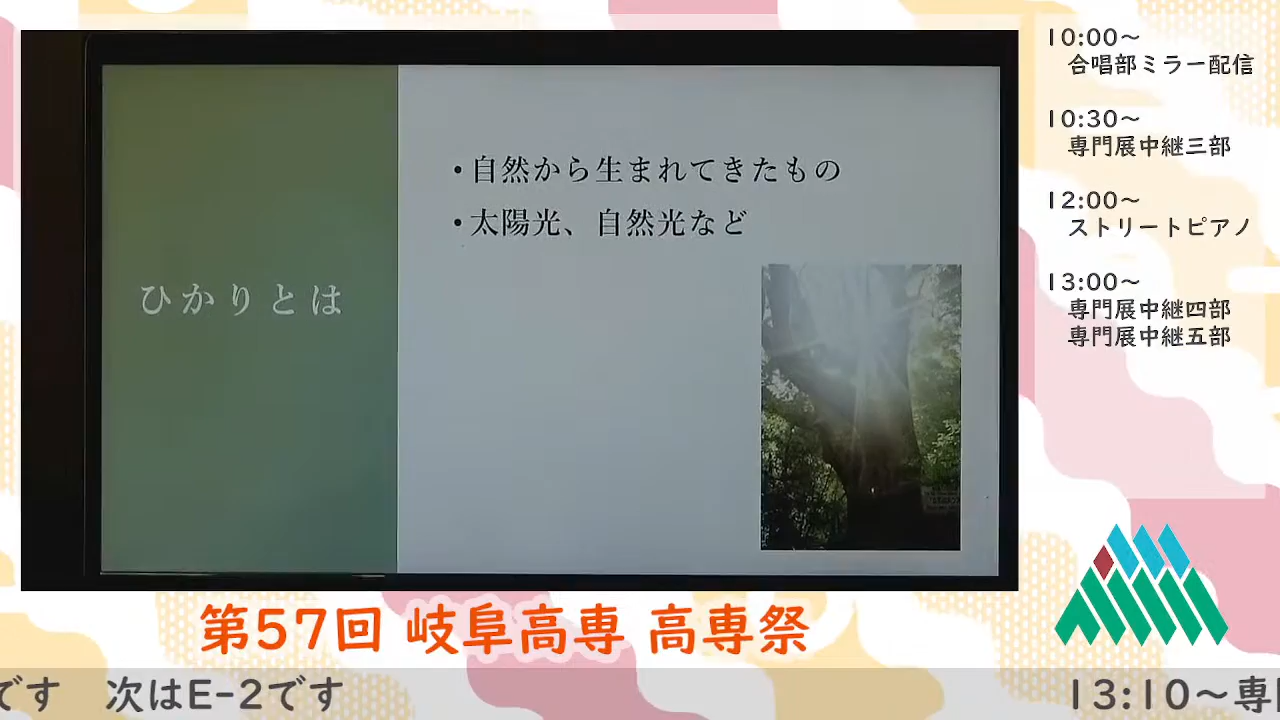 ひかりとは
・自然から生まれてきたもの
・太陽光、自然光など
10:00～
合唱部ミラー配信
10:30～
専門展中継三部
12:00～
ストリートピアノ
13:00～
専門展中継四部
専門展中継五部
第57回 岐阜高専 高専祭
です 次はE-2です
13:10～専門